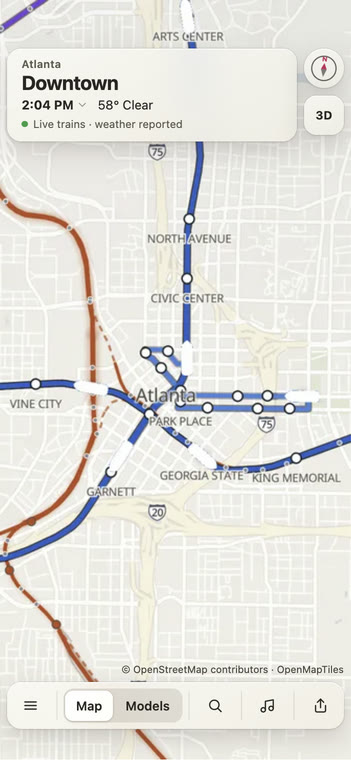 ARTS CENTER
Atlanta
Downtown
2:04 PM 58° Clear
Live trains · weather reported
N
3D
75
NORTH AVENUE
CIVIC CENTER
Atlanta
VINE CITY
PARK PLACE
75
GEORGIA STATE
KING MEMORIAL
GARNETT
20
© OpenStreetMap contributors · OpenMapTiles
Map
Models